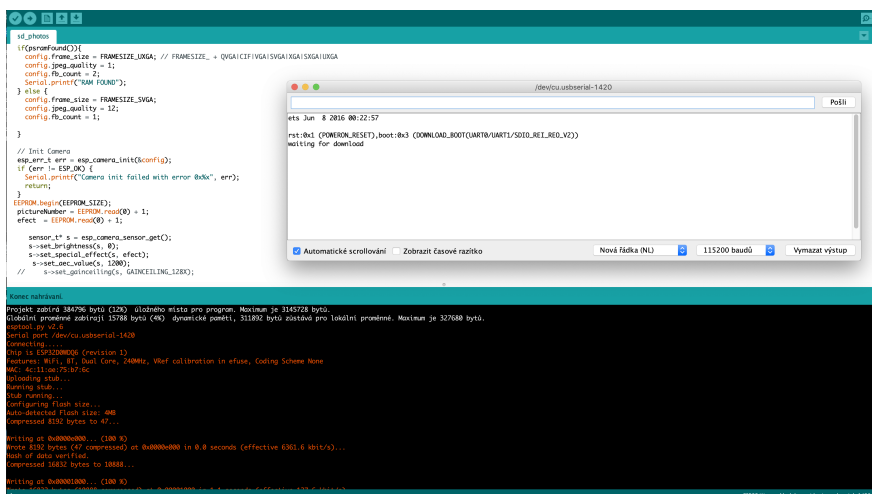 sd_photos
if(psramFound()){
config.frame_size = FRAMESIZE_UXGA; // FRAMESIZE_ + QVGA|CIF|VGA|SVGA|XGA|SXGA|UXGA
config.jpeg_quality = 1;
config.fb_count = 2;
Serial.printf("RAM FOUND");
} else {
config.frame_size = FRAMESIZE_SVGA;
config.jpeg_quality = 12;
config.fb_count = 1;
}
// Init Camera
esp_err_t err = esp_camera_init(&config);
if (err != ESP_OK) {
Serial.printf("Camera init failed with error 0x%x", err);
return;
}
EEPROM.begin(EEPROM_SIZE);
pictureNumber = EEPROM.read(0) + 1;
efect = EEPROM.read(0) + 1;
sensor_t* s = esp_camera_sensor_get();
s->set_brightness(s, 0);
s->set_special_effect(s, efect);
s->set_aec_value(s, 1200);
// s->set_gainceiling(s, GAINCEILING_128X);
/dev/cu.usbserial-1420
Pošli
ets Jun 8 2016 00:22:57
rst:0x1 (POWERON_RESET),boot:0x3 (DOWNLOAD_BOOT(UART0/UART1/SDIO_REI_REO_V2))
waiting for download
Automatické scrollování Zobrazit časové razítko Nová řádka (NL) 115200 baudů Vymazat výstup
Konec nahrávaní.
Projekt zabírá 384796 bytů (12%) úložného místa pro program. Maximum je 3145728 bytů.
Globální proměnné zabírají 15788 bytů (4%) dynamické paměti, 311892 bytů zůstává pro lokální proměnné. Maximum je 327680 bytů.
esptool.py v2.6
Serial port /dev/cu.usbserial-1420
Connecting.....
Chip is ESP32D0WDQ6 (revision 1)
Features: WiFi, BT, Dual Core, 240MHz, VRef calibration in efuse, Coding Scheme None
MAC: 4c:11:ae:75:b7:6c
Uploading stub...
Running stub...
Stub running...
Configuring flash size...
Auto-detected Flash size: 4MB
Compressed 8192 bytes to 47...
Writing at 0x0000e000... (100 %)
Wrote 8192 bytes (47 compressed) at 0x0000e000 in 0.0 seconds (effective 6361.6 kbit/s)...
Hash of data verified.
Compressed 16832 bytes to 10888...
Writing at 0x00001000... (100 %)